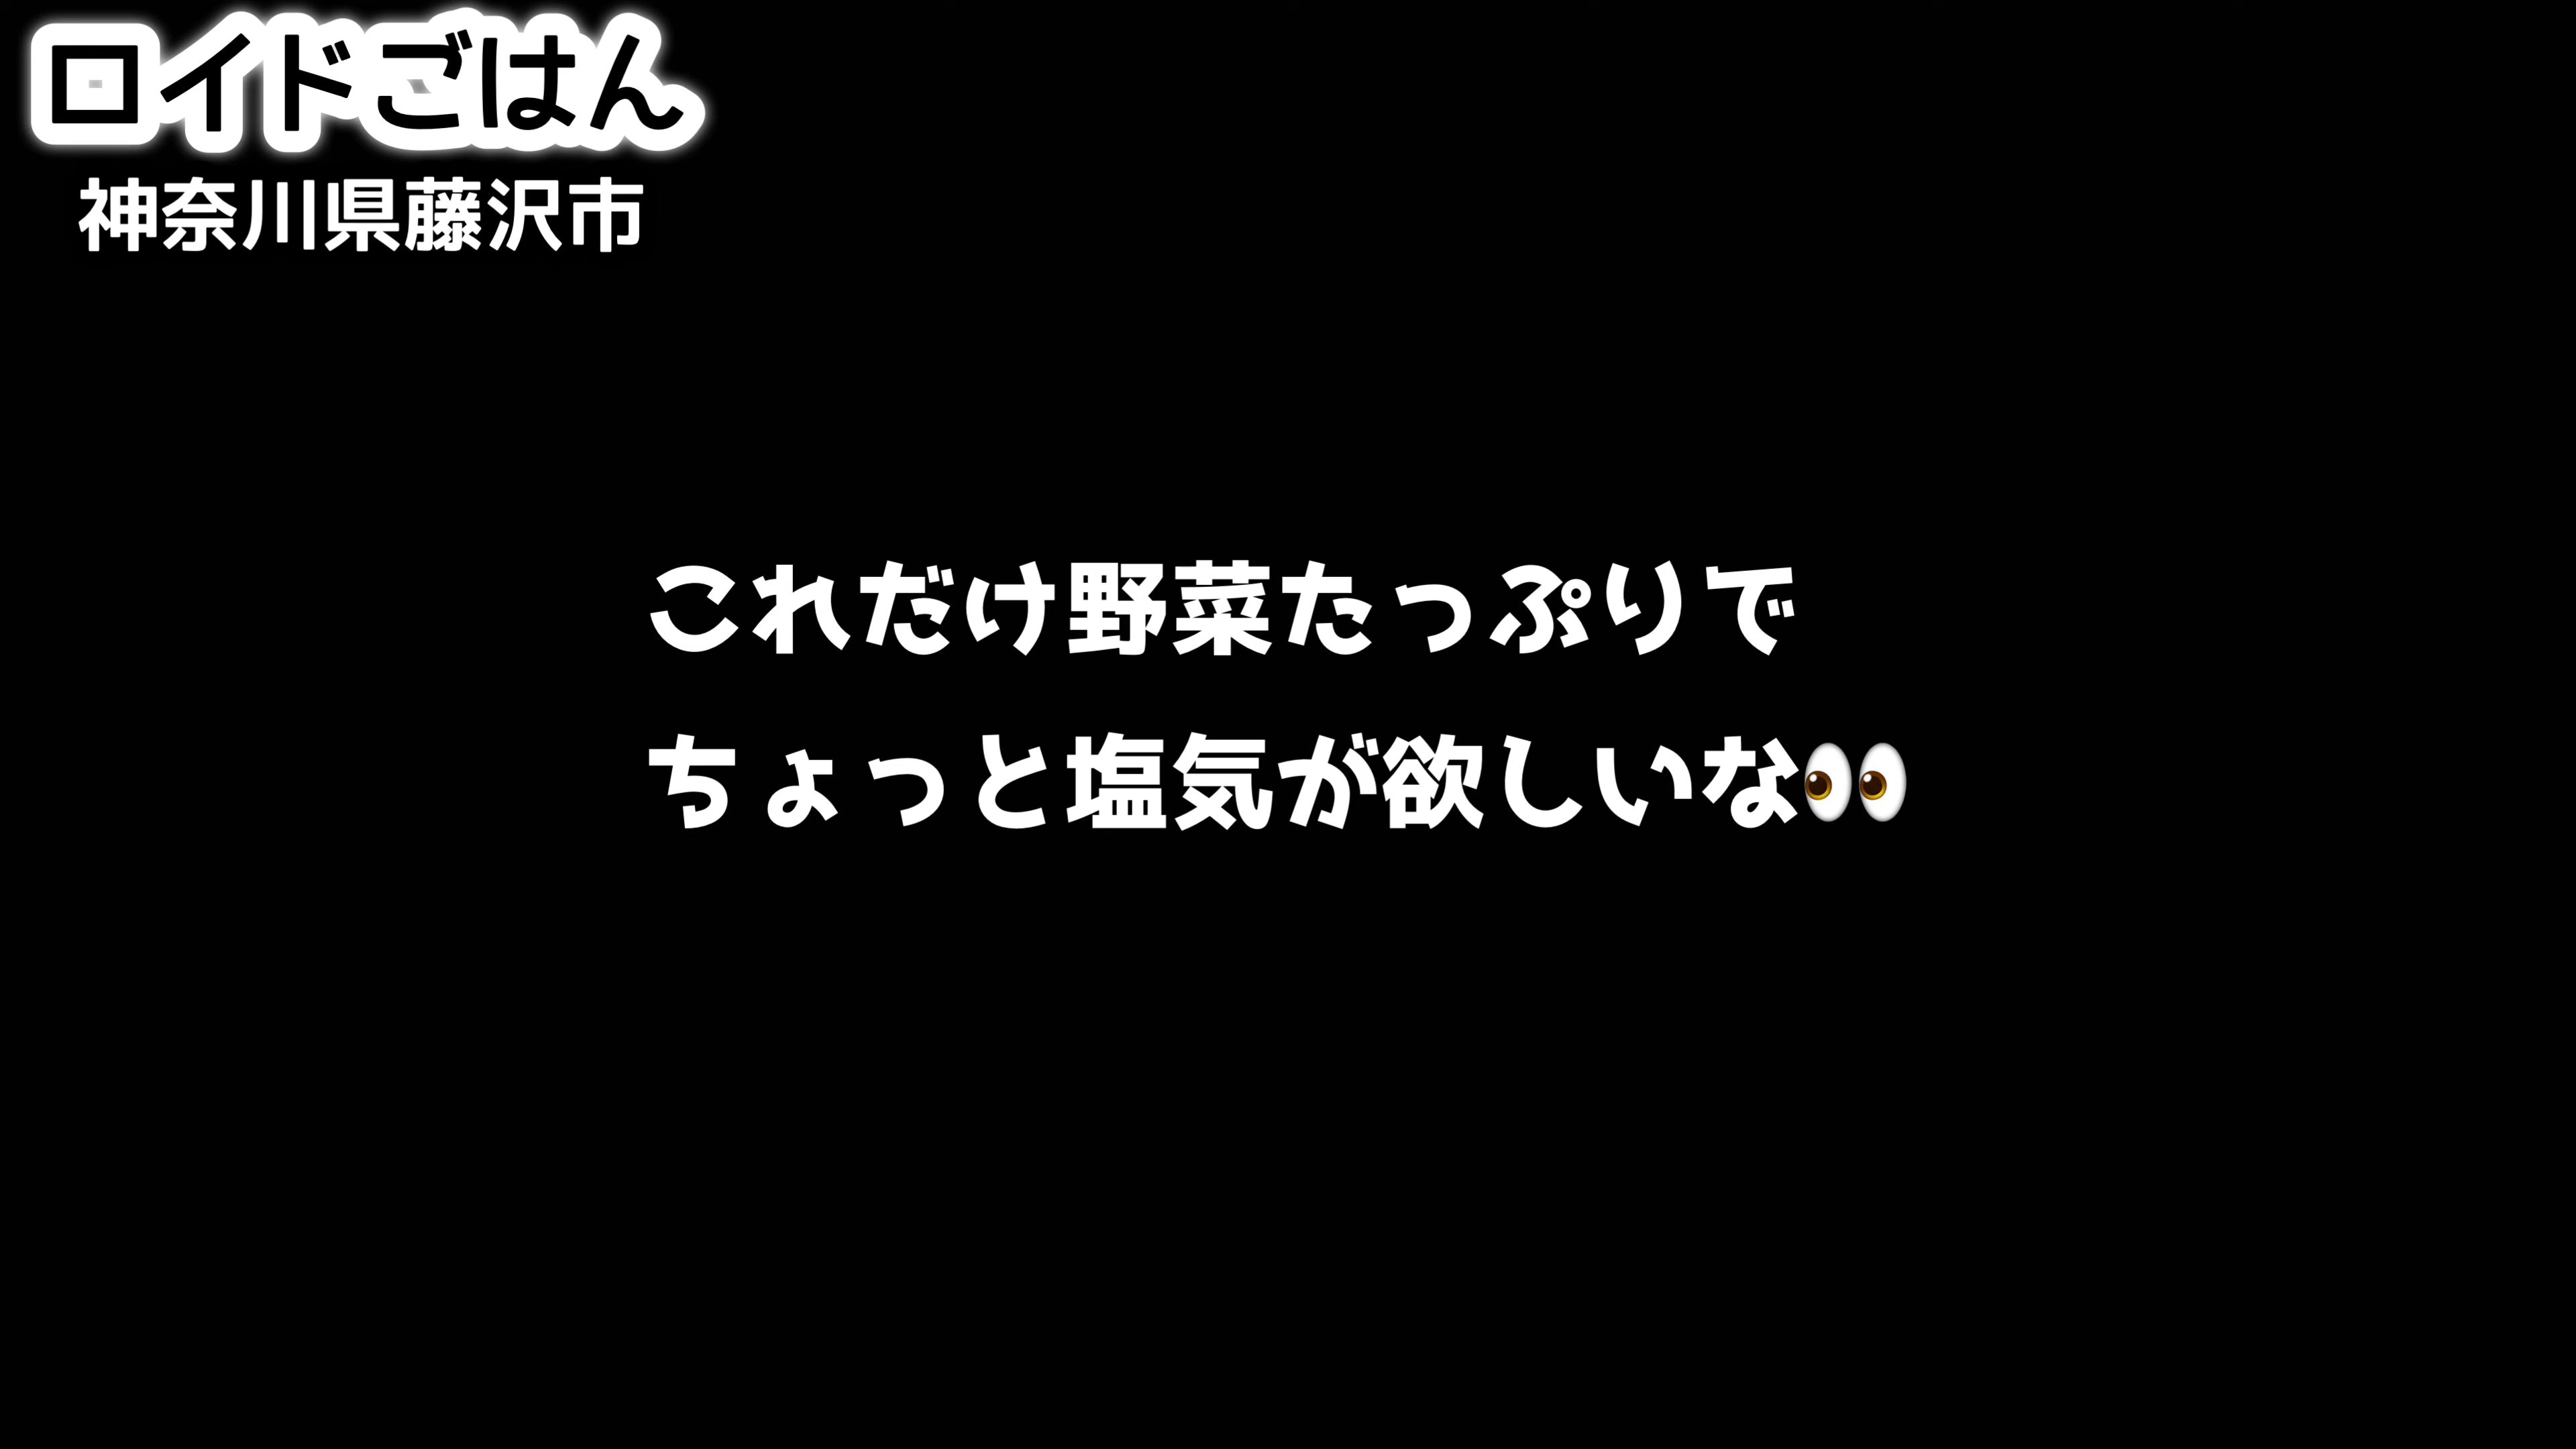 ロイドごはん
神奈川県藤沢市
これだけ野菜たっぷりで
ちょっと塩気が欲しいな👀